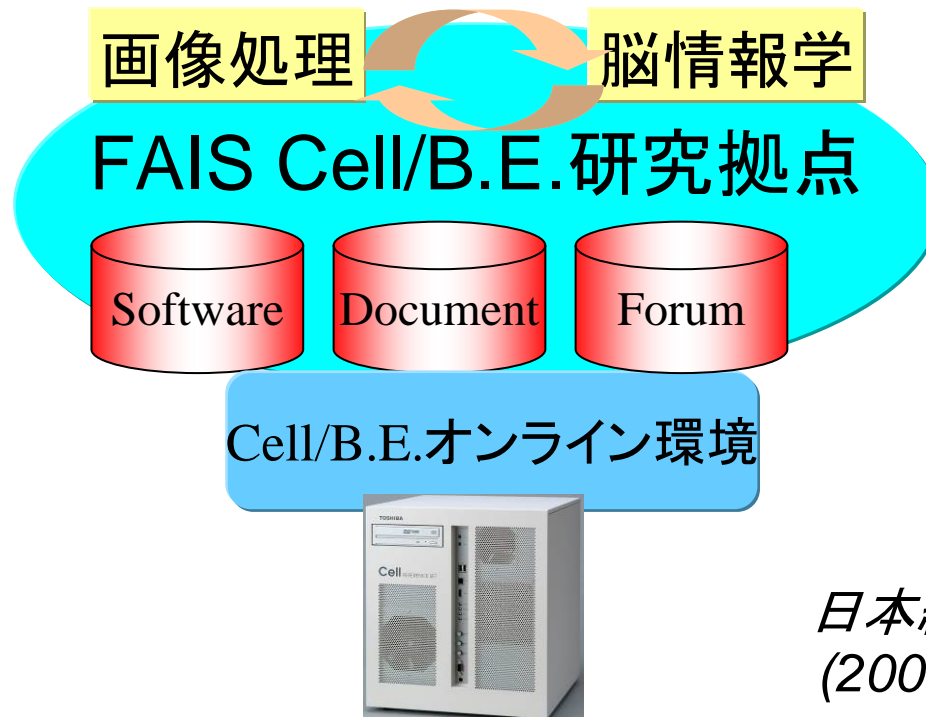 画像処理
脳情報学
FAIS Cell/B.E.研究拠点
Software
Document
Forum
Cell/B.E.オンライン環境
TOSHIBA
Cell
日本
(200